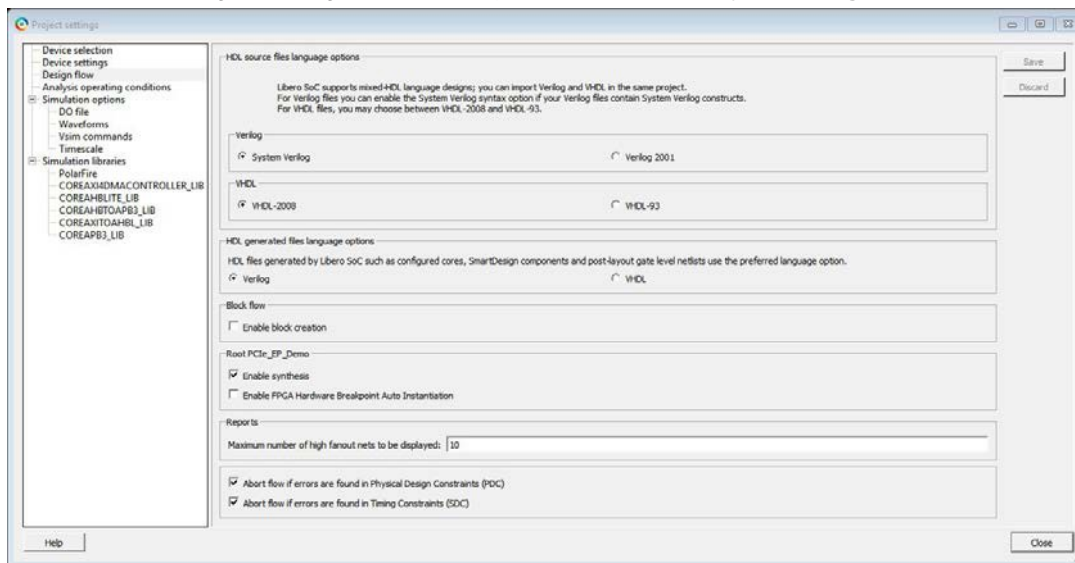 Project settings
Device selection
Device settings
Design flow
Analysis operating conditions
Simulation options
DO file
Waveforms
Vsim commands
Timescale
Simulation libraries
PolarFire
COREAXI4DMACONTROLLER_LIB
COREAHBLITE_LIB
COREAHBTOAPB3_LIB
COREAXITOAHBL_LIB
COREAPB3_LIB
HDL source files language options
Libero SoC supports mixed-HDL language designs; you can import Verilog and VHDL in the same project.
For Verilog files you can enable the System Verilog syntax option if your Verilog files contain System Verilog constructs.
For VHDL files, you may choose between VHDL-2008 and VHDL-93.
Verilog
System Verilog Verilog 2001
VHDL
VHDL-2008 VHDL-93
HDL generated files language options
HDL files generated by Libero SoC such as configured cores, SmartDesign components and post-layout gate level netlists use the preferred language option.
Verilog VHDL
Block flow
Enable block creation
Root PCIe_EP_Demo
Enable synthesis
Enable FPGA Hardware Breakpoint Auto Instantiation
Reports
Maximum number of high fanout nets to be displayed: 10
Abort flow if errors are found in Physical Design Constraints (PDC)
Abort flow if errors are found in Timing Constraints (SDC)
Save
Discard
Help
Close